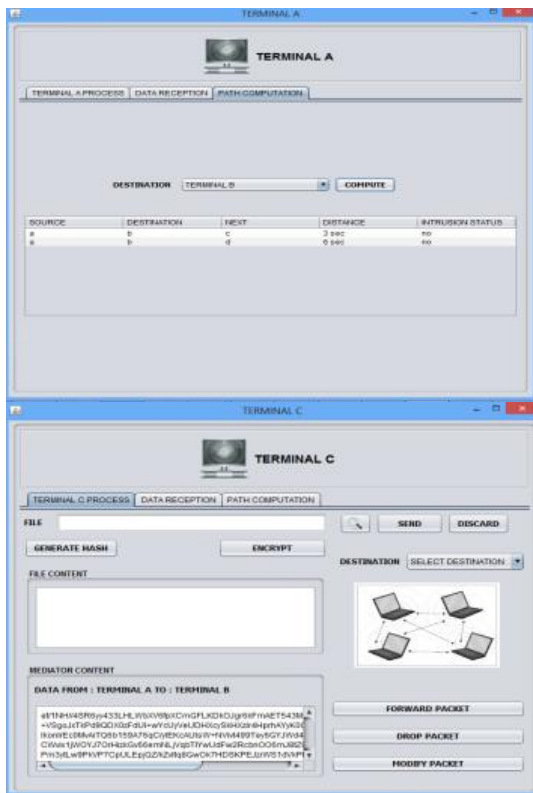 TERMINAL A
TERMINAL A
TERMINAL A PROCESS DATA RECEPTION PATH COMPUTATION
DESTINATION TERMINAL B COMPUTE
SOURCE DESTINATION NEXT DISTANCE INTRUSION STATUS
a b c 3 sec no
a b d 6 sec no
TERMINAL C
TERMINAL C
TERMINAL C PROCESS DATA RECEPTION PATH COMPUTATION
FILE SEND DISCARD
GENERATE HASH ENCRYPT
DESTINATION SELECT DESTINATION
FILE CONTENT
MEDIATOR CONTENT
DATA FROM : TERMINAL A TO : TERMINAL B
FORWARD PACKET
DROP PACKET
MODIFY PACKET